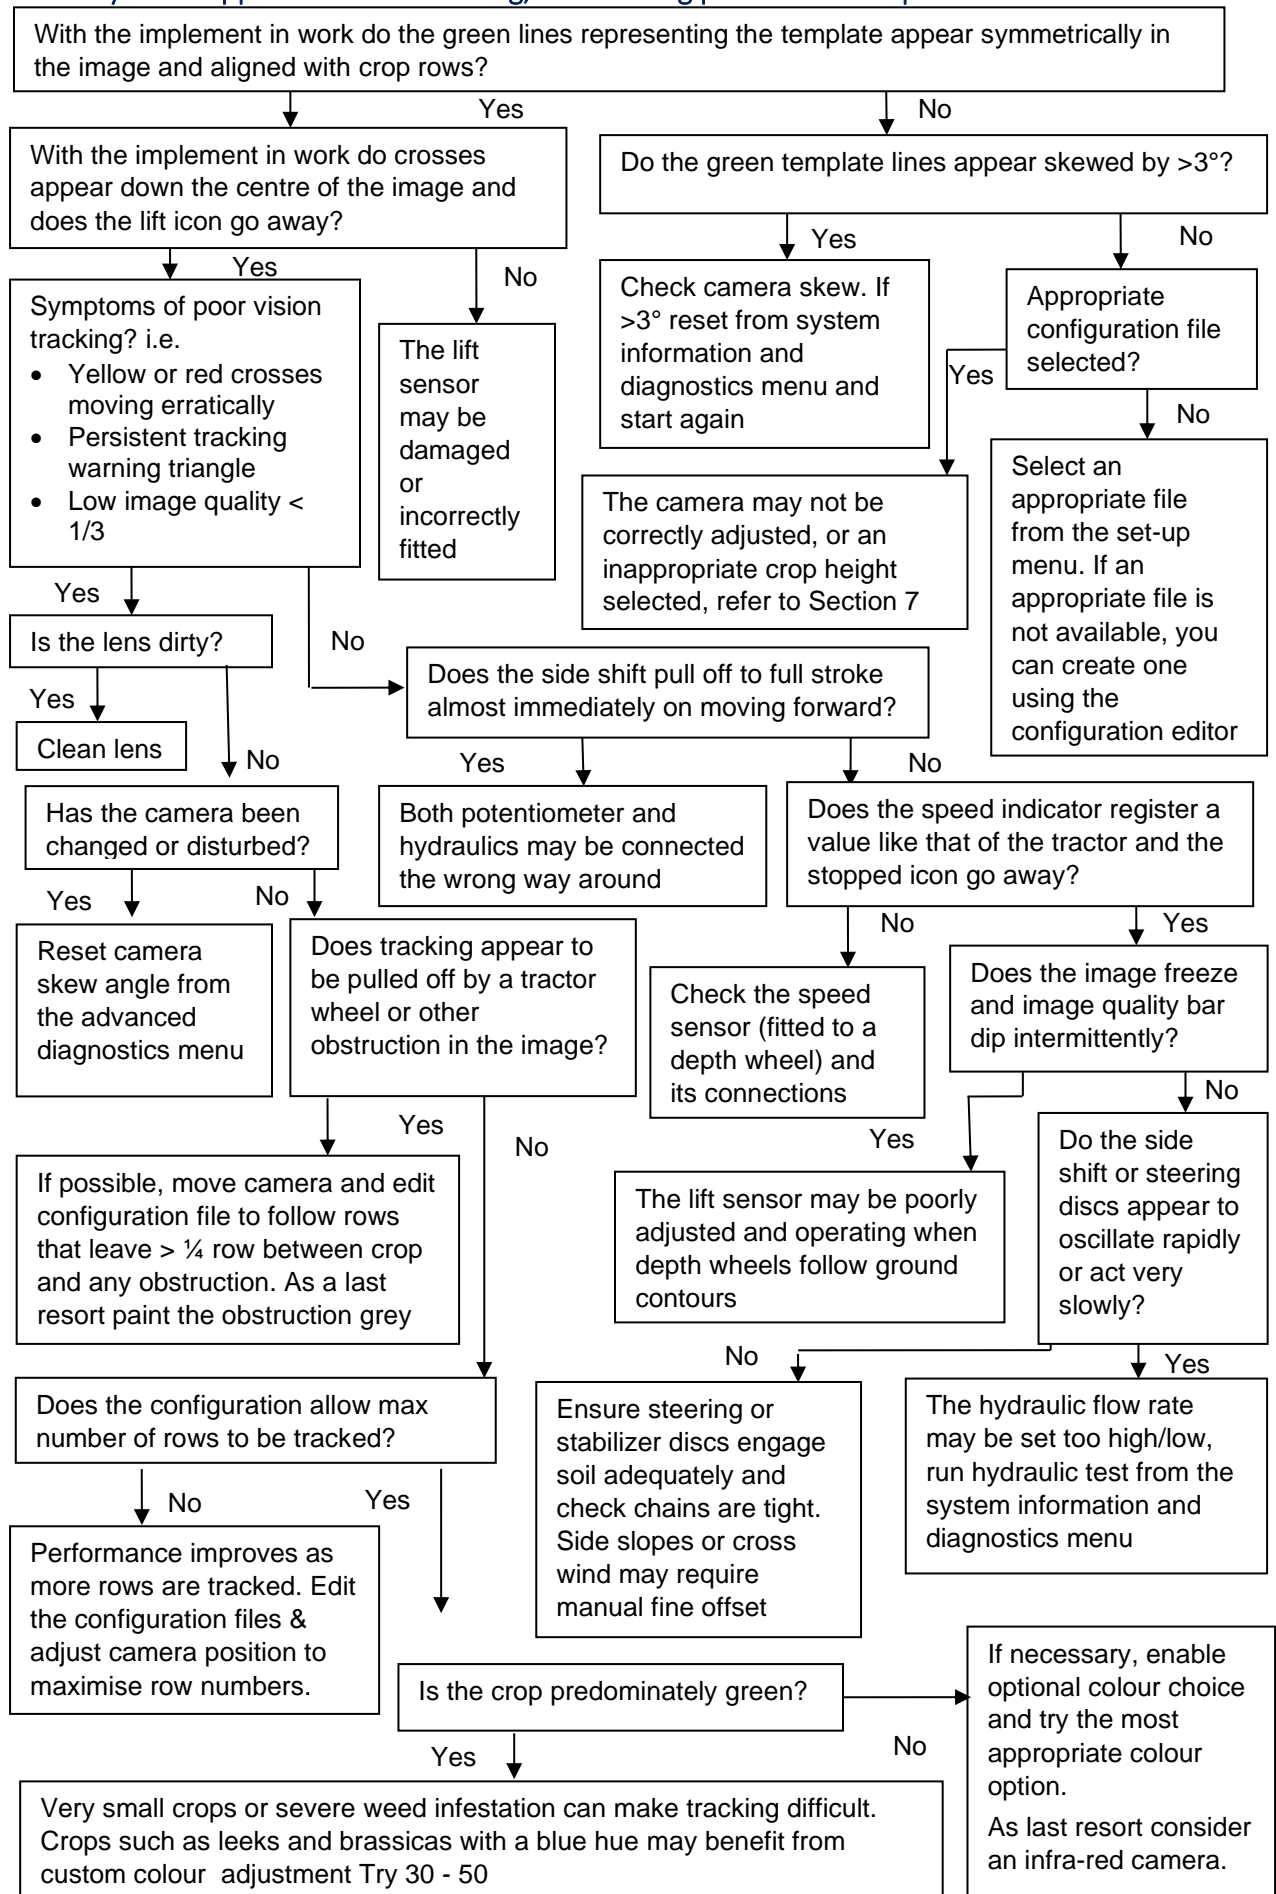 With the implement in work do the green lines representing the template appear symmetrically in
the image and aligned with crop rows?
Yes
No
With the implement in work do crosses
appear down the centre of the image and
does the lift icon go away?
Do the green template lines appear skewed by >3°?
Yes
No
Yes
No
Symptoms of poor vision
tracking? i.e.
• Yellow or red crosses
moving erratically
• Persistent tracking
warning triangle
• Low image quality <
1/3
The lift
sensor
may be
damaged
or
incorrectly
fitted
Check camera skew. If
>3° reset from system
information and
diagnostics menu and
start again
Appropriate
configuration file
selected?
Yes
No
The camera may not be
correctly adjusted, or an
inappropriate crop height
selected, refer to Section 7
Select an
appropriate file
from the set-up
menu. If an
appropriate file is
not available, you
can create one
using the
configuration editor
Yes
No
Is the lens dirty?
Does the side shift pull off to full stroke
almost immediately on moving forward?
Yes
Clean lens
No
Yes
No
Has the camera been
changed or disturbed?
Both potentiometer and
hydraulics may be connected
the wrong way around
Does the speed indicator register a
value like that of the tractor and the
stopped icon go away?
Yes
No
No
Yes
Reset camera
skew angle from
the advanced
diagnostics menu
Does tracking appear to
be pulled off by a tractor
wheel or other
obstruction in the image?
Check the speed
sensor (fitted to a
depth wheel) and
its connections
Does the image freeze
and image quality bar
dip intermittently?
Yes
No
Yes
No
If possible, move camera and edit
configuration file to follow rows
that leave > ¼ row between crop
and any obstruction. As a last
resort paint the obstruction grey
The lift sensor may be poorly
adjusted and operating when
depth wheels follow ground
contours
Do the side
shift or steering
discs appear to
oscillate rapidly
or act very
slowly?
No
Yes
Does the configuration allow max
number of rows to be tracked?
Ensure steering or
stabilizer discs engage
soil adequately and
check chains are tight.
Side slopes or cross
wind may require
manual fine offset
The hydraulic flow rate
may be set too high/low,
run hydraulic test from the
system information and
diagnostics menu
No
Yes
Performance improves as
more rows are tracked. Edit
the configuration files &
adjust camera position to
maximise row numbers.
Is the crop predominately green?
If necessary, enable
optional colour choice
and try the most
appropriate colour
option.
As last resort consider
an infra-red camera.
Yes
No
Very small crops or severe weed infestation can make tracking difficult.
Crops such as leeks and brassicas with a blue hue may benefit from
custom colour adjustment Try 30 - 50